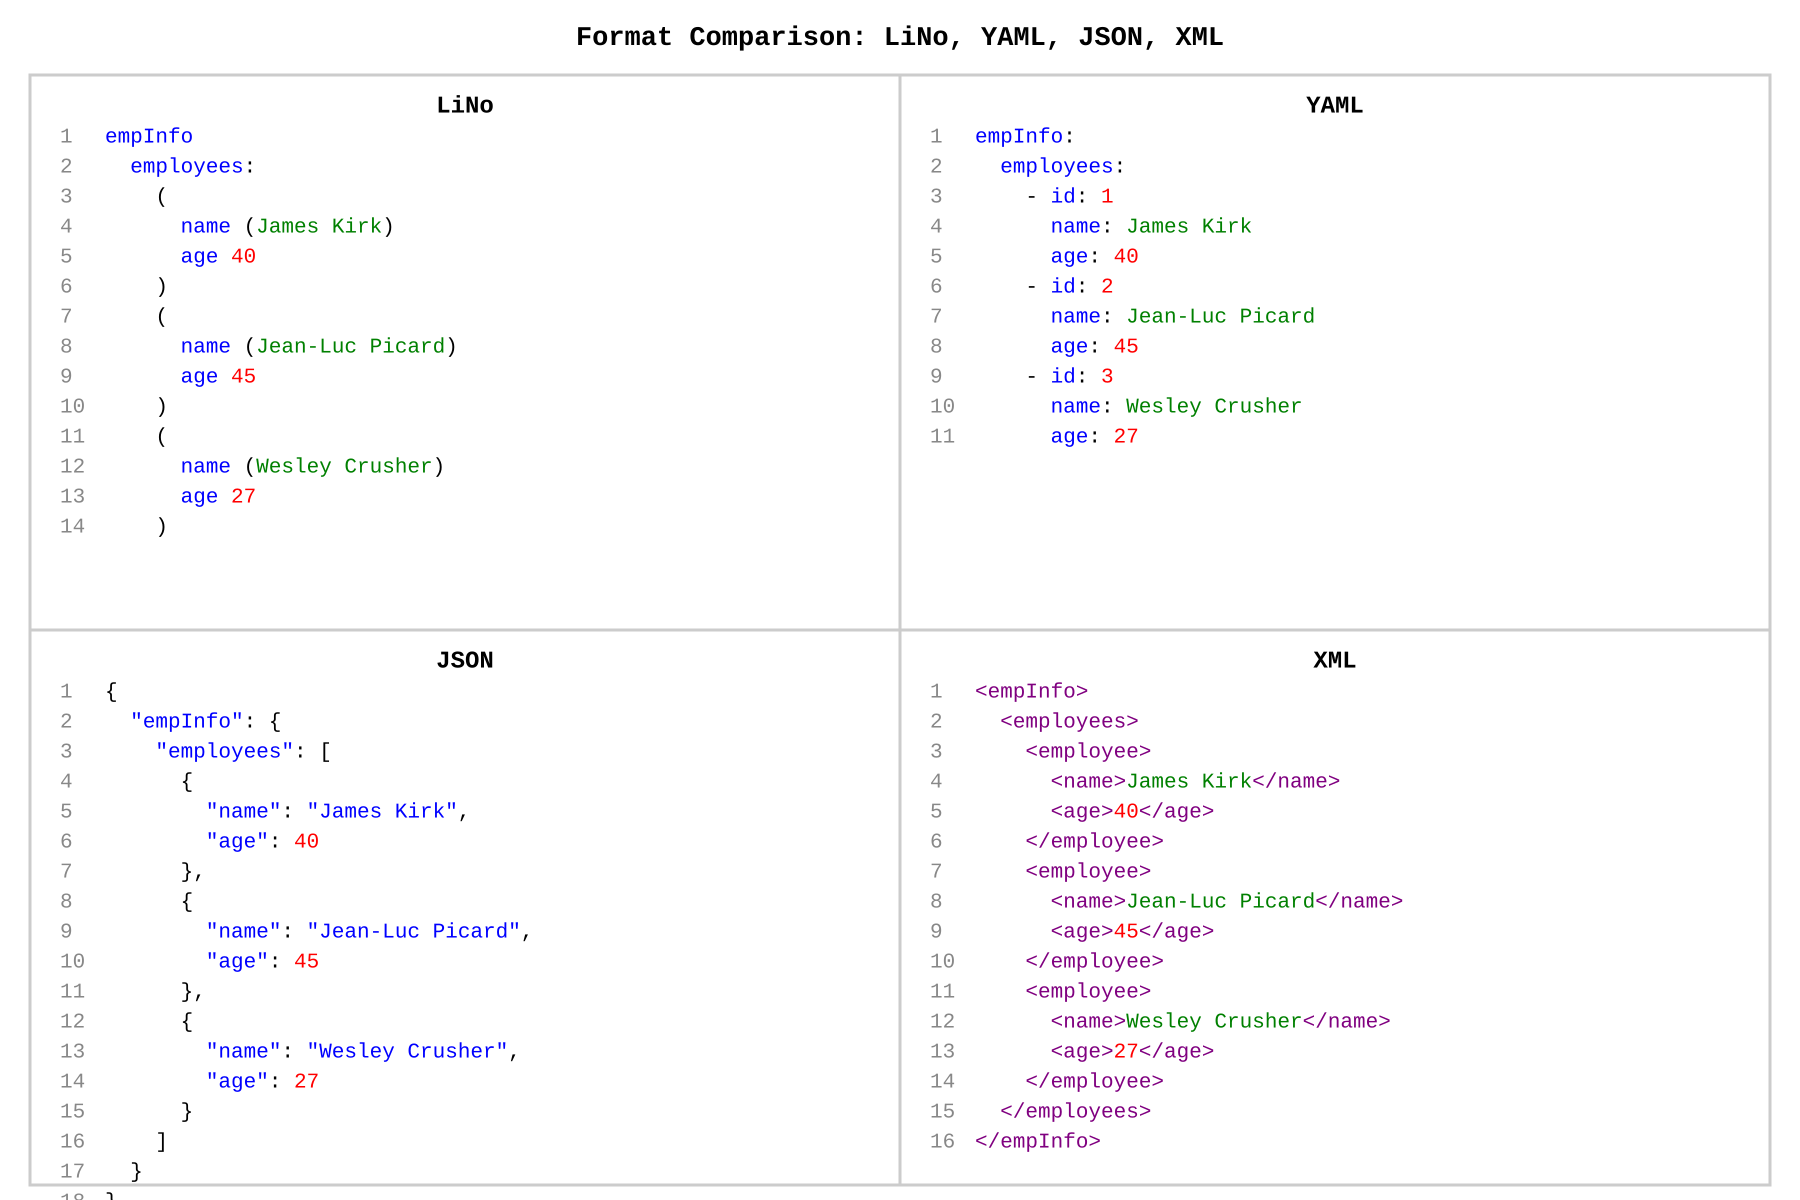 Format Comparison: LiNo, YAML, JSON, XML
LiNo
1 empInfo
2   employees:
3     (
4       name (James Kirk)
5       age 40
6     )
7     (
8       name (Jean-Luc Picard)
9       age 45
10     )
11     (
12       name (Wesley Crusher)
13       age 27
14     )
YAML
1 empInfo:
2   employees:
3     - id: 1
4       name: James Kirk
5       age: 40
6     - id: 2
7       name: Jean-Luc Picard
8       age: 45
9     - id: 3
10       name: Wesley Crusher
11       age: 27
JSON
1 {
2   "empInfo": {
3     "employees": [
4       {
5         "name": "James Kirk",
6         "age": 40
7       },
8       {
9         "name": "Jean-Luc Picard",
10         "age": 45
11       },
12       {
13         "name": "Wesley Crusher",
14         "age": 27
15       }
16     ]
17   }
18 }
XML
1 <empInfo>
2   <employees>
3     <employee>
4       <name>James Kirk</name>
5       <age>40</age>
6     </employee>
7     <employee>
8       <name>Jean-Luc Picard</name>
9       <age>45</age>
10     </employee>
11     <employee>
12       <name>Wesley Crusher</name>
13       <age>27</age>
14     </employee>
15   </employees>
16 </empInfo>